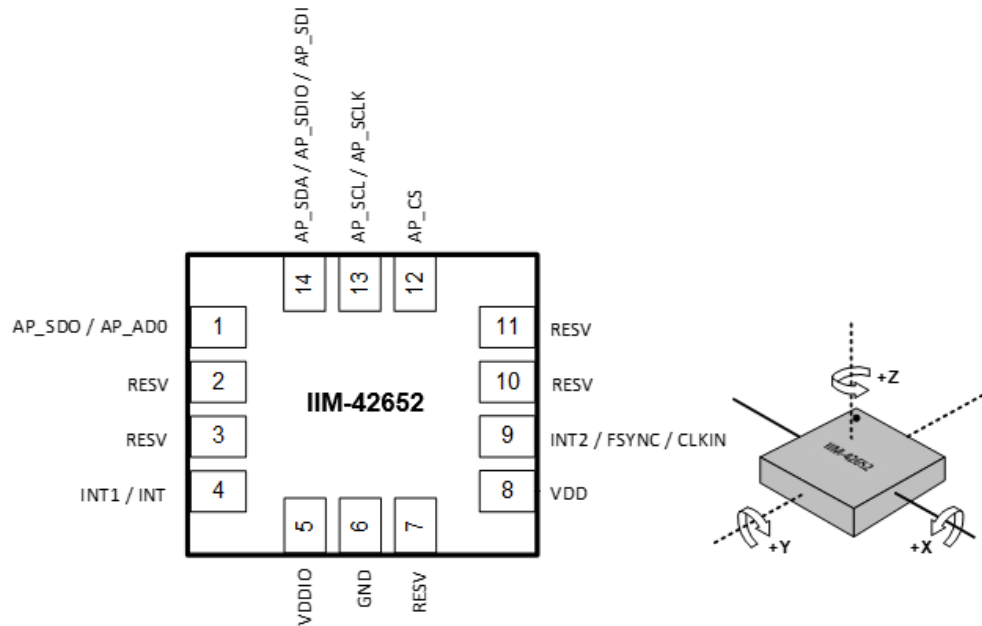 AP_SDA / AP_SDIO / AP_SDI
AP_SCL / AP_SCLK
AP_CS
14
13
12
AP_SDO / AP_AD0
1
11
RESV
RESV
2
10
RESV
IIM-42652
RESV
3
9
INT2 / FSYNC / CLKIN
INT1 / INT
4
8
VDD
5
6
7
VDDIO
GND
RESV
+Z
IIM-42652
+Y
+X